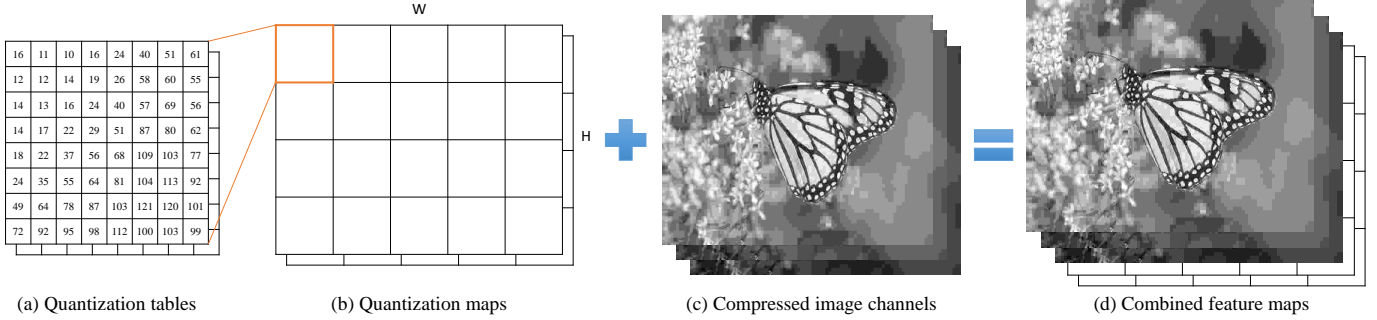 W
16 11 10 16 24 40 51 61
12 12 14 19 26 58 60 55
14 13 16 24 40 57 69 56
14 17 22 29 51 87 80 62
18 22 37 56 68 109 103 77
24 35 55 64 81 104 113 92
49 64 78 87 103 121 120 101
72 92 95 98 112 100 103 99
H
(a) Quantization tables
(b) Quantization maps
(c) Compressed image channels
(d) Combined feature maps